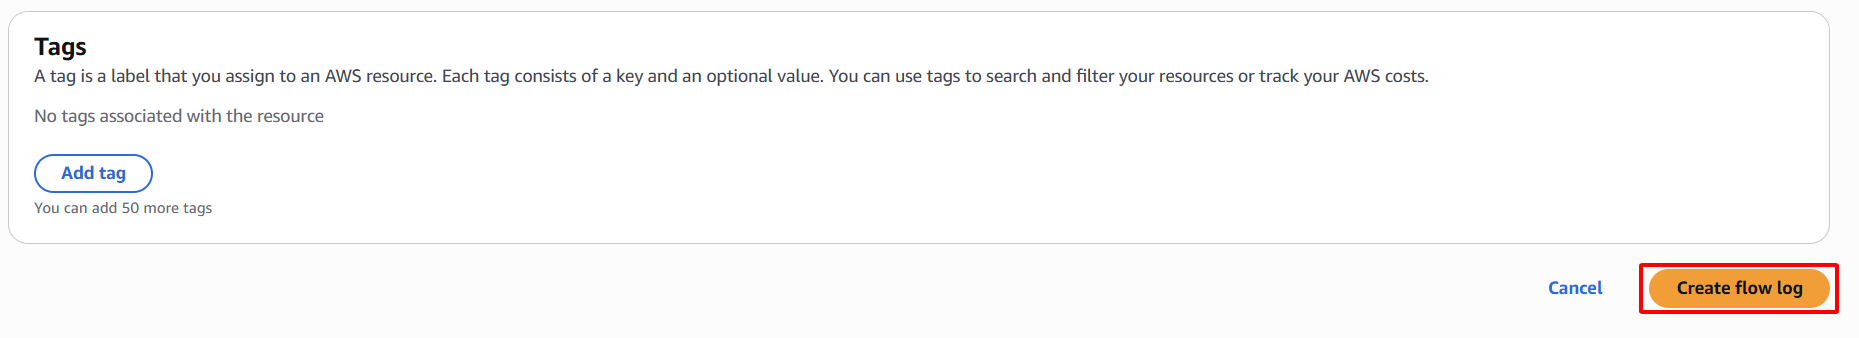 Tags
A tag is a label that you assign to an AWS resource. Each tag consists of a key and an optional value. You can use tags to search and filter your resources or track your AWS costs.
No tags associated with the resource
Add tag
You can add 50 more tags
Cancel
Create flow log